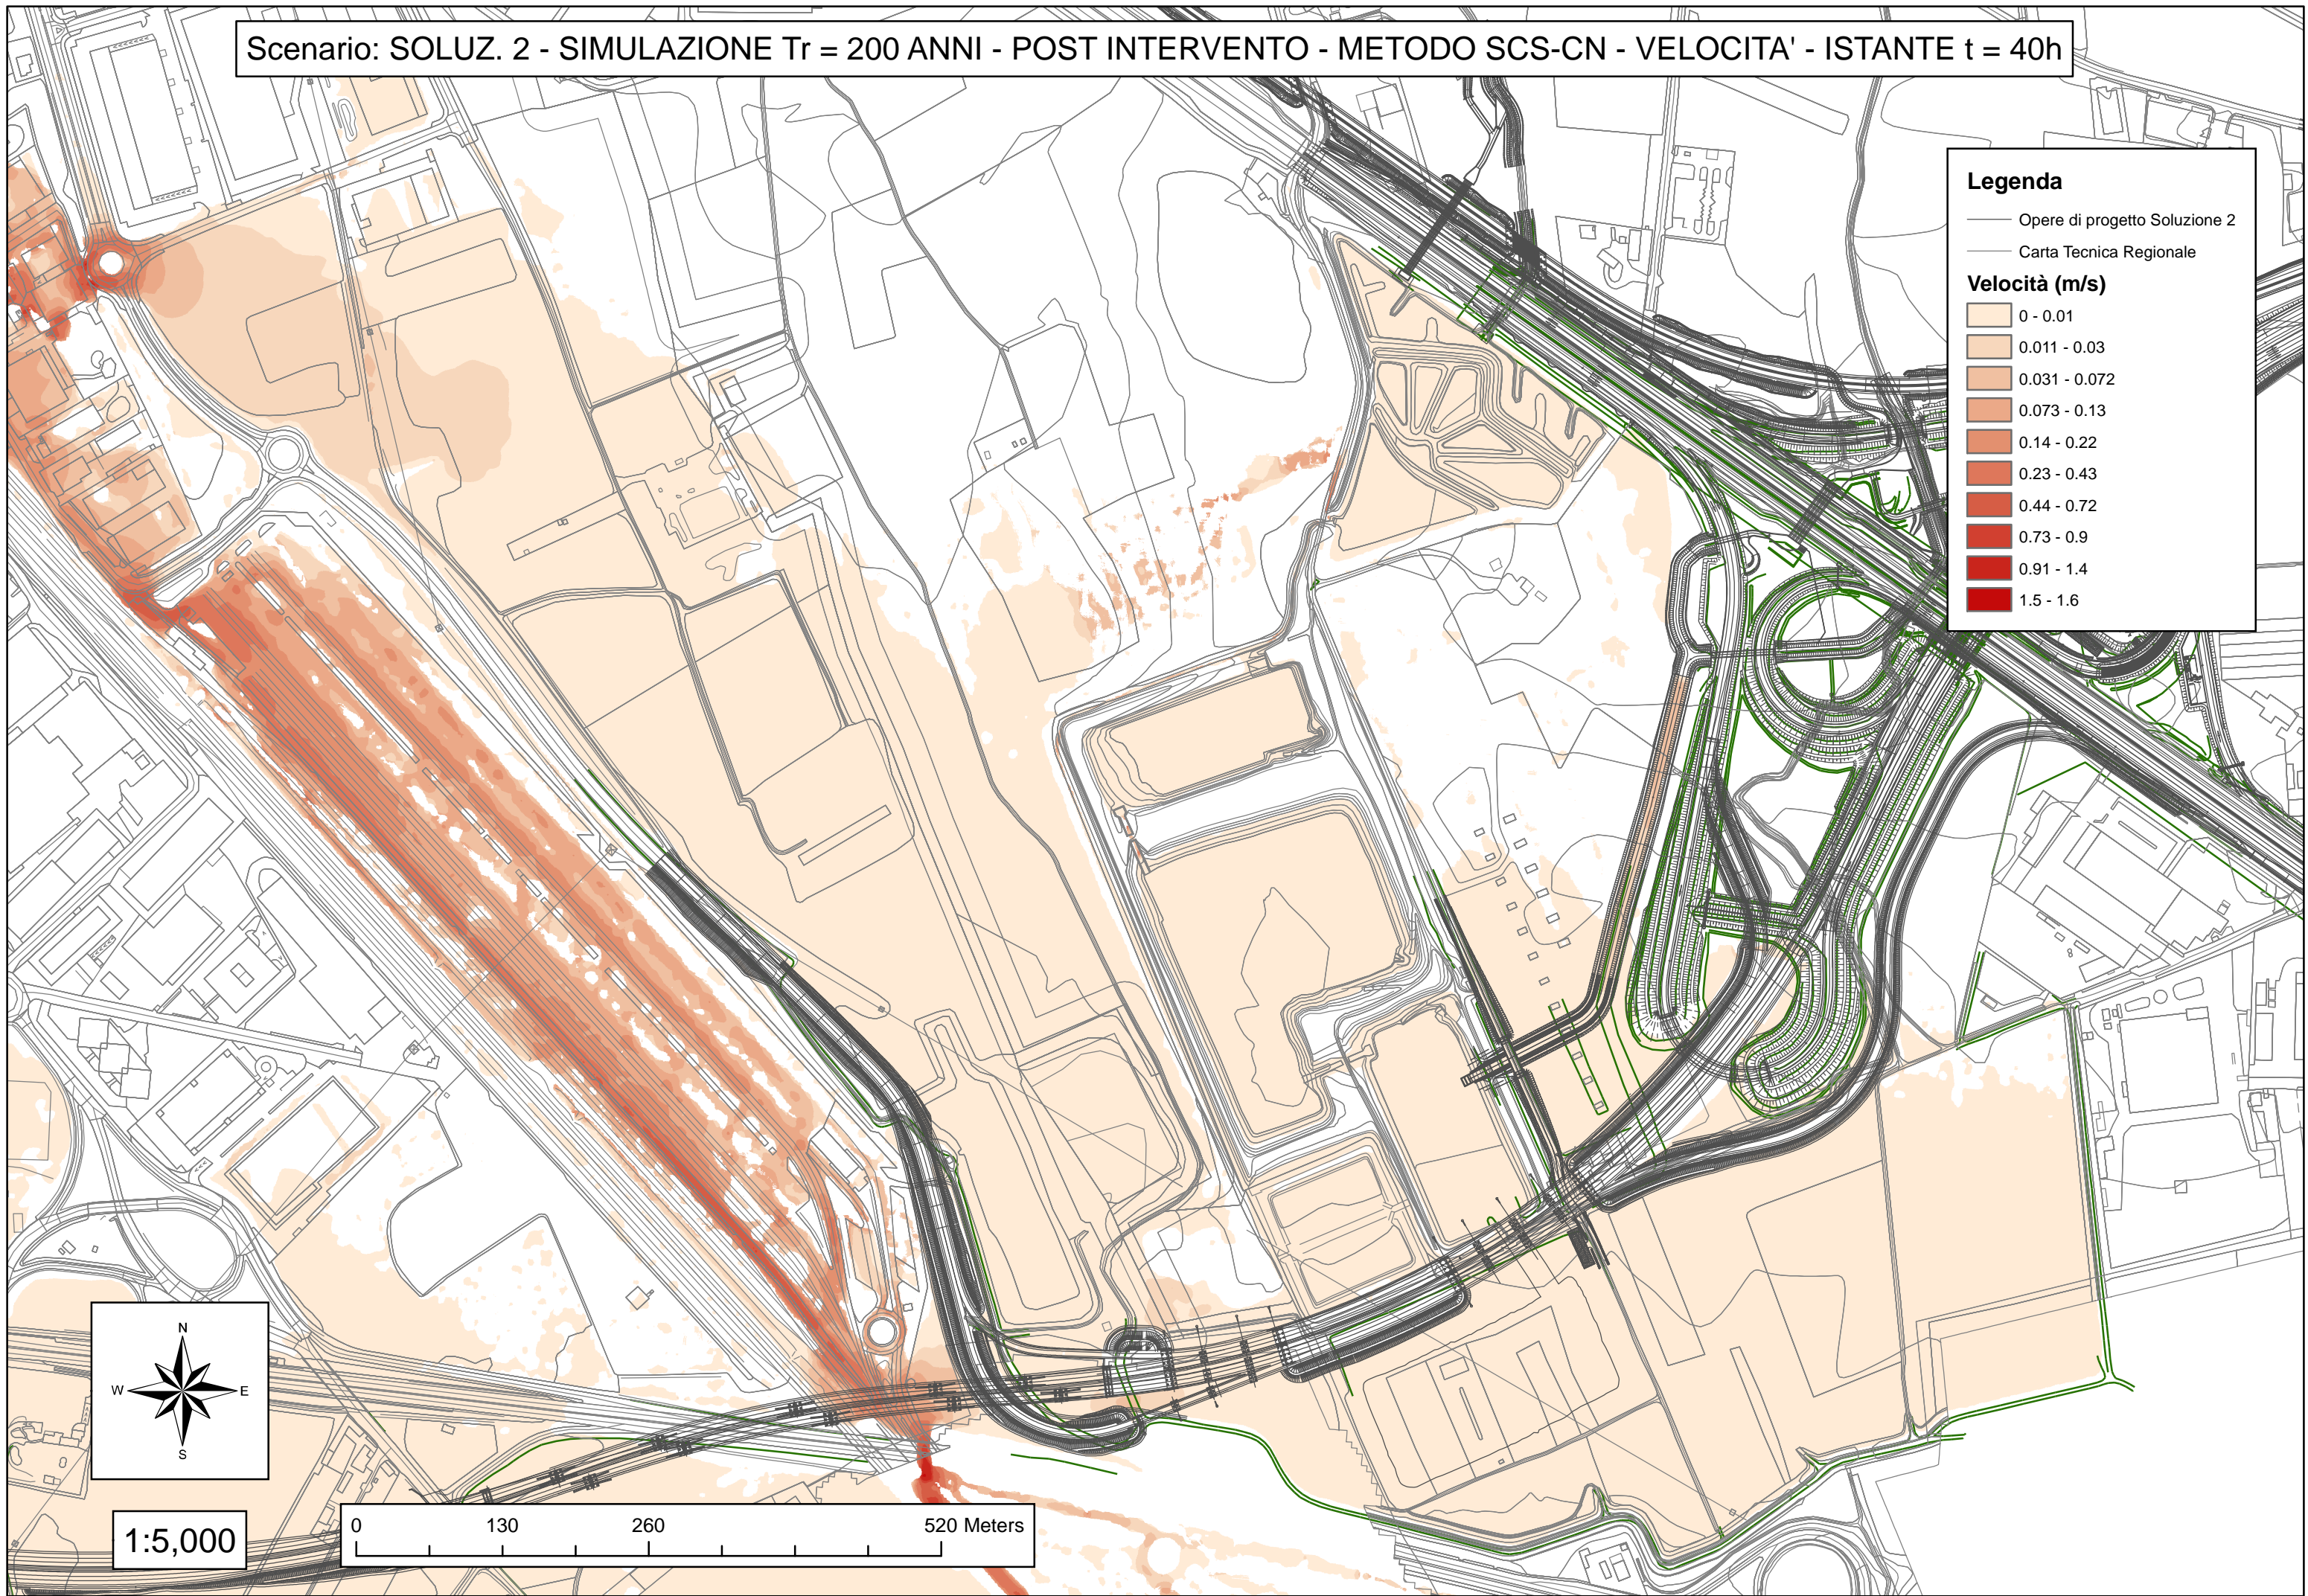 Scenario: SOLUZ. 2 - SIMULAZIONE Tr = 200 ANNI - POST INTERVENTO - METODO SCS-CN - VELOCITA' - ISTANTE t = 40h
Legenda
Opere di progetto Soluzione 2
Carta Tecnica Regionale
Velocità (m/s)
0 - 0.01
0.011 - 0.03
0.031 - 0.072
0.073 - 0.13
0.14 - 0.22
0.23 - 0.43
0.44 - 0.72
0.73 - 0.9
0.91 - 1.4
1.5 - 1.6
N
W E
S
1:5,000
0 130 260 520 Meters